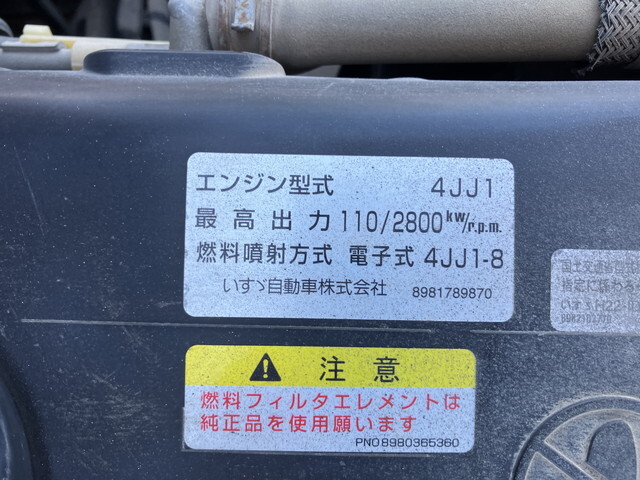 エンジン型式 4JJ1
最高出力 110/2800kW/r.p.m.
燃料噴射方式 電子式 4JJ1-8
いすゞ自動車株式会社 8981789870
注意
燃料フィルタエレメントは
純正品を使用願います
PNO8980365360